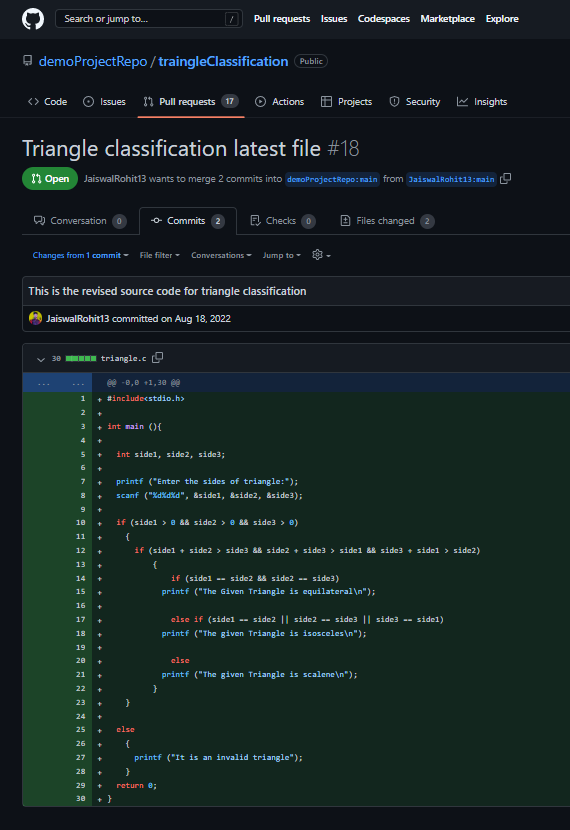 Search or jump to... / Pull requests Issues Codespaces Marketplace Explore
demoProjectRepo / traingleClassification Public
Code Issues Pull requests 17 Actions Projects Security Insights
Triangle classification latest file #18
Open JaiswalRohit13 wants to merge 2 commits into demoProjectRepo:main from JaiswalRohit13:main
Conversation 0 Commits 2 Checks 0 Files changed 2
Changes from 1 commit File filter Conversations Jump to
This is the revised source code for triangle classification
JaiswalRohit13 committed on Aug 18, 2022
30 triangle.c
... ... @@ -0,0 +1,30 @@
1 + #include<stdio.h>
2 +
3 + int main (){
4 +
5 + int side1, side2, side3;
6 +
7 + printf ("Enter the sides of triangle:");
8 + scanf ("%d%d%d", &side1, &side2, &side3);
9 +
10 + if (side1 > 0 && side2 > 0 && side3 > 0)
11 + {
12 + if (side1 + side2 > side3 && side2 + side3 > side1 && side3 + side1 > side2)
13 + {
14 + if (side1 == side2 && side2 == side3)
15 + printf ("The Given Triangle is equilateral\n");
16 +
17 + else if (side1 == side2 || side2 == side3 || side3 == side1)
18 + printf ("The given Triangle is isosceles\n");
19 +
20 + else
21 + printf ("The given Triangle is scalene\n");
22 + }
23 + }
24 +
25 + else
26 + {
27 + printf ("It is an invalid triangle");
28 + }
29 + return 0;
30 + }